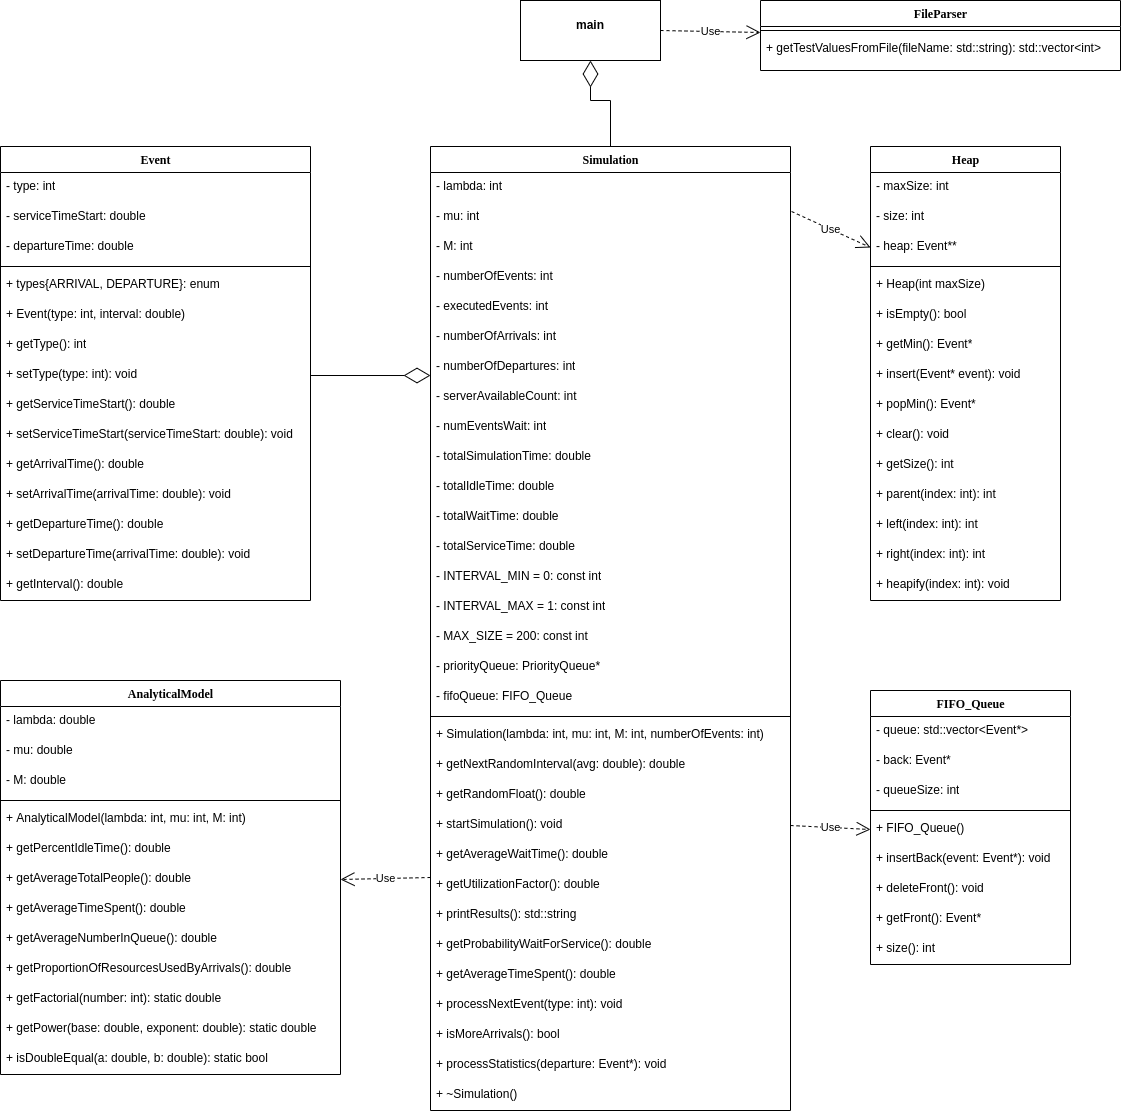 main
Use
FileParser
+ getTestValuesFromFile(fileName: std::string): std::vector<int>
Event
- type: int
- serviceTimeStart: double
- departureTime: double
+ types{ARRIVAL, DEPARTURE}: enum
+ Event(type: int, interval: double)
+ getType(): int
+ setType(type: int): void
+ getServiceTimeStart(): double
+ setServiceTimeStart(serviceTimeStart: double): void
+ getArrivalTime(): double
+ setArrivalTime(arrivalTime: double): void
+ getDepartureTime(): double
+ setDepartureTime(arrivalTime: double): void
+ getInterval(): double
Simulation
- lambda: int
- mu: int
- M: int
- numberOfEvents: int
- executedEvents: int
- numberOfArrivals: int
- numberOfDepartures: int
- serverAvailableCount: int
- numEventsWait: int
- totalSimulationTime: double
- totalIdleTime: double
- totalWaitTime: double
- totalServiceTime: double
- INTERVAL_MIN = 0: const int
- INTERVAL_MAX = 1: const int
- MAX_SIZE = 200: const int
- priorityQueue: PriorityQueue*
- fifoQueue: FIFO_Queue
+ Simulation(lambda: int, mu: int, M: int, numberOfEvents: int)
+ getNextRandomInterval(avg: double): double
+ getRandomFloat(): double
+ startSimulation(): void
+ getAverageWaitTime(): double
+ getUtilizationFactor(): double
+ printResults(): std::string
+ getProbabilityWaitForService(): double
+ getAverageTimeSpent(): double
+ processNextEvent(type: int): void
+ isMoreArrivals(): bool
+ processStatistics(departure: Event*): void
+ ~Simulation()
Use
Heap
- maxSize: int
- size: int
- heap: Event**
+ Heap(int maxSize)
+ isEmpty(): bool
+ getMin(): Event*
+ insert(Event* event): void
+ popMin(): Event*
+ clear(): void
+ getSize(): int
+ parent(index: int): int
+ left(index: int): int
+ right(index: int): int
+ heapify(index: int): void
AnalyticalModel
- lambda: double
- mu: double
- M: double
+ AnalyticalModel(lambda: int, mu: int, M: int)
+ getPercentIdleTime(): double
+ getAverageTotalPeople(): double
+ getAverageTimeSpent(): double
+ getAverageNumberInQueue(): double
+ getProportionOfResourcesUsedByArrivals(): double
+ getFactorial(number: int): static double
+ getPower(base: double, exponent: double): static double
+ isDoubleEqual(a: double, b: double): static bool
Use
Use
FIFO_Queue
- queue: std::vector<Event*>
- back: Event*
- queueSize: int
+ FIFO_Queue()
+ insertBack(event: Event*): void
+ deleteFront(): void
+ getFront(): Event*
+ size(): int